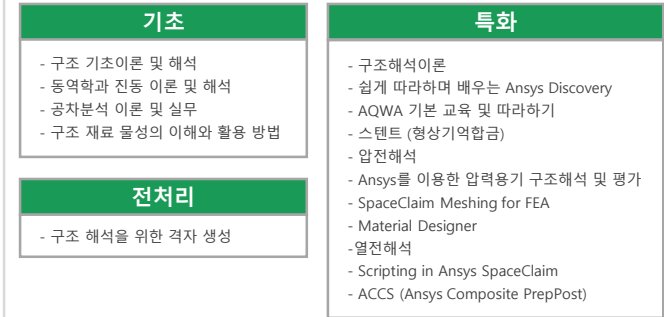 기초
- 구조 기초이론 및 해석
- 동역학과 진동 이론 및 해석
- 공차분석 이론 및 실무
- 구조 재료 물성의 이해와 활용 방법
전처리
- 구조 해석을 위한 격자 생성
특화
- 구조해석이론
- 쉽게 따라하며 배우는 Ansys Discovery
- AQWA 기본 교육 및 따라하기
- 스텐트 (형상기억합금)
- 압전해석
- Ansys를 이용한 압력용기 구조해석 및 평가
- SpaceClaim Meshing for FEA
- Material Designer
-열전해석
- Scripting in Ansys SpaceClaim
- ACCS (Ansys Composite PrepPost)